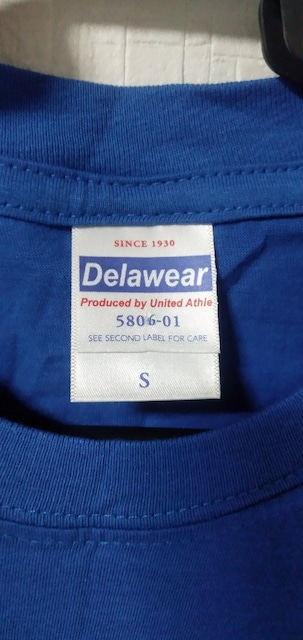 SINCE 1930
Delawear
Produced by United Athle
5806-01
SEE SECOND LABEL FOR CARE
S